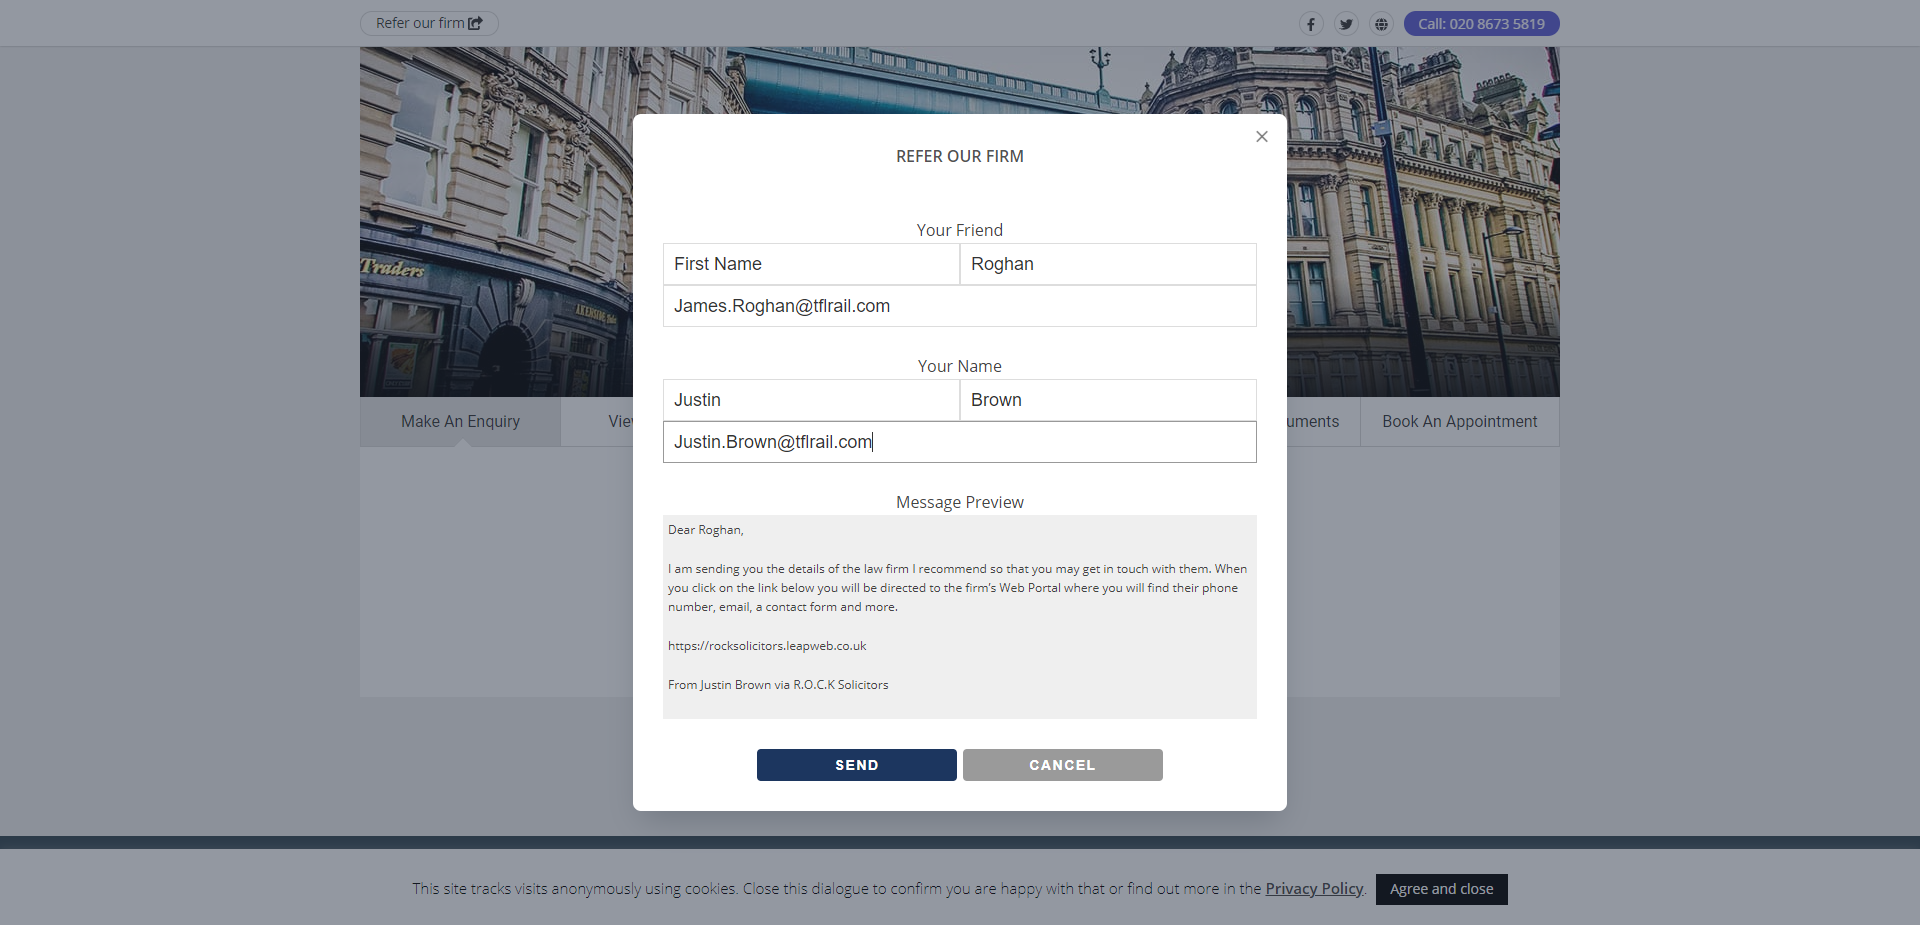 Refer our firm
Call: 020 8673 5819
Traders
AKENSIDE
REFER OUR FIRM
Your Friend
First Name
Roghan
James.Roghan@tflrail.com
Your Name
Justin
Brown
Justin.Brown@tflrail.com
Make An Enquiry
View
uments
Book An Appointment
Message Preview
Dear Roghan,
I am sending you the details of the law firm I recommend so that you may get in touch with them. When
you click on the link below you will be directed to the firm's Web Portal where you will find their phone
number, email, a contact form and more.
https://rocksolicitors.leapweb.co.uk
From Justin Brown via R.O.C.K Solicitors
SEND
CANCEL
This site tracks visits anonymously using cookies. Close this dialogue to confirm you are happy with that or find out more in the Privacy Policy.
Agree and close